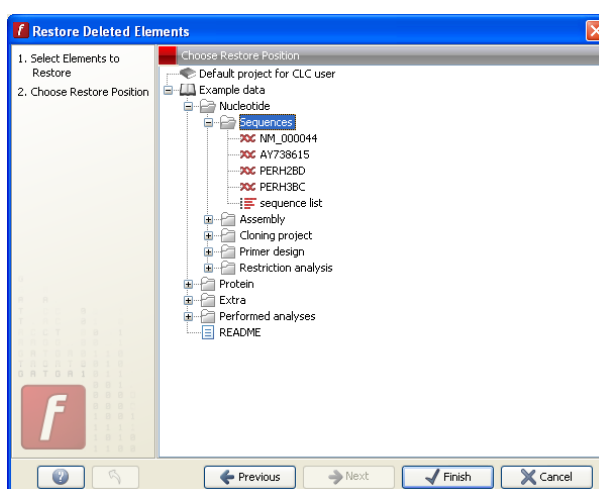 Restore Deleted Elements
1. Select Elements to
Restore
2. Choose Restore Position
Choose Restore Position
Default project for CLC user
Example data
Nucleotide
Sequences
NM_000044
AY738615
PERH2BD
PERH3BC
sequence list
Assembly
Cloning project
Primer design
Restriction analysis
Protein
Extra
Performed analyses
README
Previous
Next
Finish
Cancel